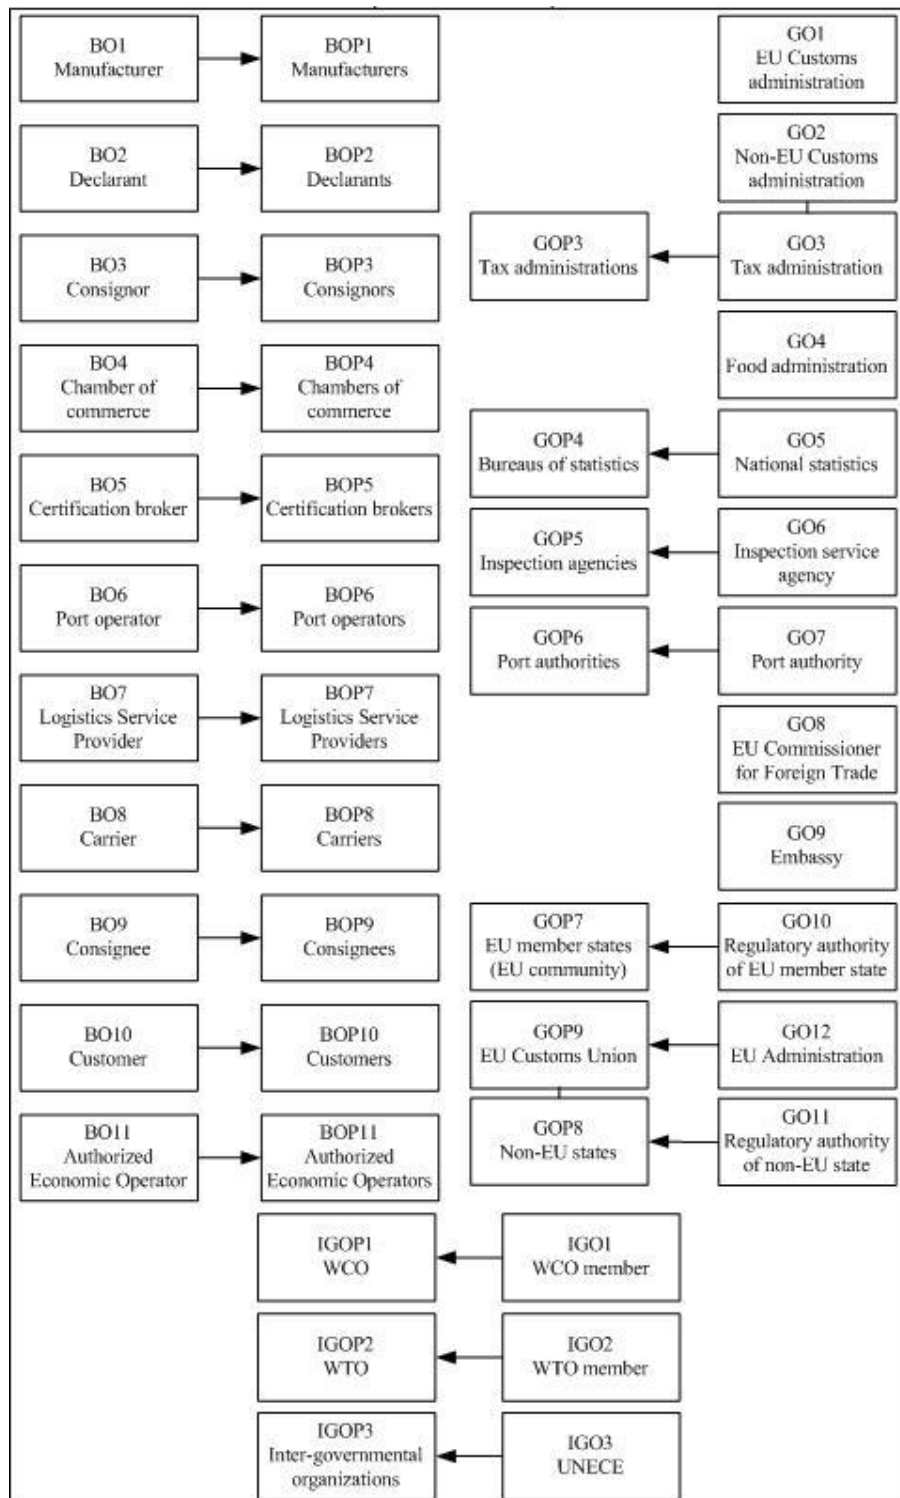 BO1
Manufacturer
BOP1
Manufacturers
GO1
EU Customs
administration
GO2
Non-EU Customs
administration
BO2
Declarant
BOP2
Declarants
GOP3
Tax administrations
GO3
Tax administration
BO3
Consignor
BOP3
Consignors
GO4
Food administration
BO4
Chamber of
commerce
BOP4
Chambers of
commerce
GOP4
Bureaus of statistics
GO5
National statistics
BO5
Certification broker
BOP5
Certification brokers
GOP5
Inspection agencies
GO6
Inspection service
agency
BO6
Port operator
BOP6
Port operators
GOP6
Port authorities
GO7
Port authority
BO7
Logistics Service
Provider
BOP7
Logistics Service
Providers
GO8
EU Commissioner
for Foreign Trade
BO8
Carrier
BOP8
Carriers
GO9
Embassy
BO9
Consignee
BOP9
Consignees
GOP7
EU member states
(EU community)
GO10
Regulatory authority
of EU member state
BO10
Customer
BOP10
Customers
GOP9
EU Customs Union
GO12
EU Administration
BO11
Authorized
Economic Operator
BOP11
Authorized
Economic Operators
GOP8
Non-EU states
GO11
Regulatory authority
of non-EU state
IGOP1
WCO
IGO1
WCO member
IGOP2
WTO
IGO2
WTO member
IGOP3
Inter-governmental
organizations
IGO3
UNECE